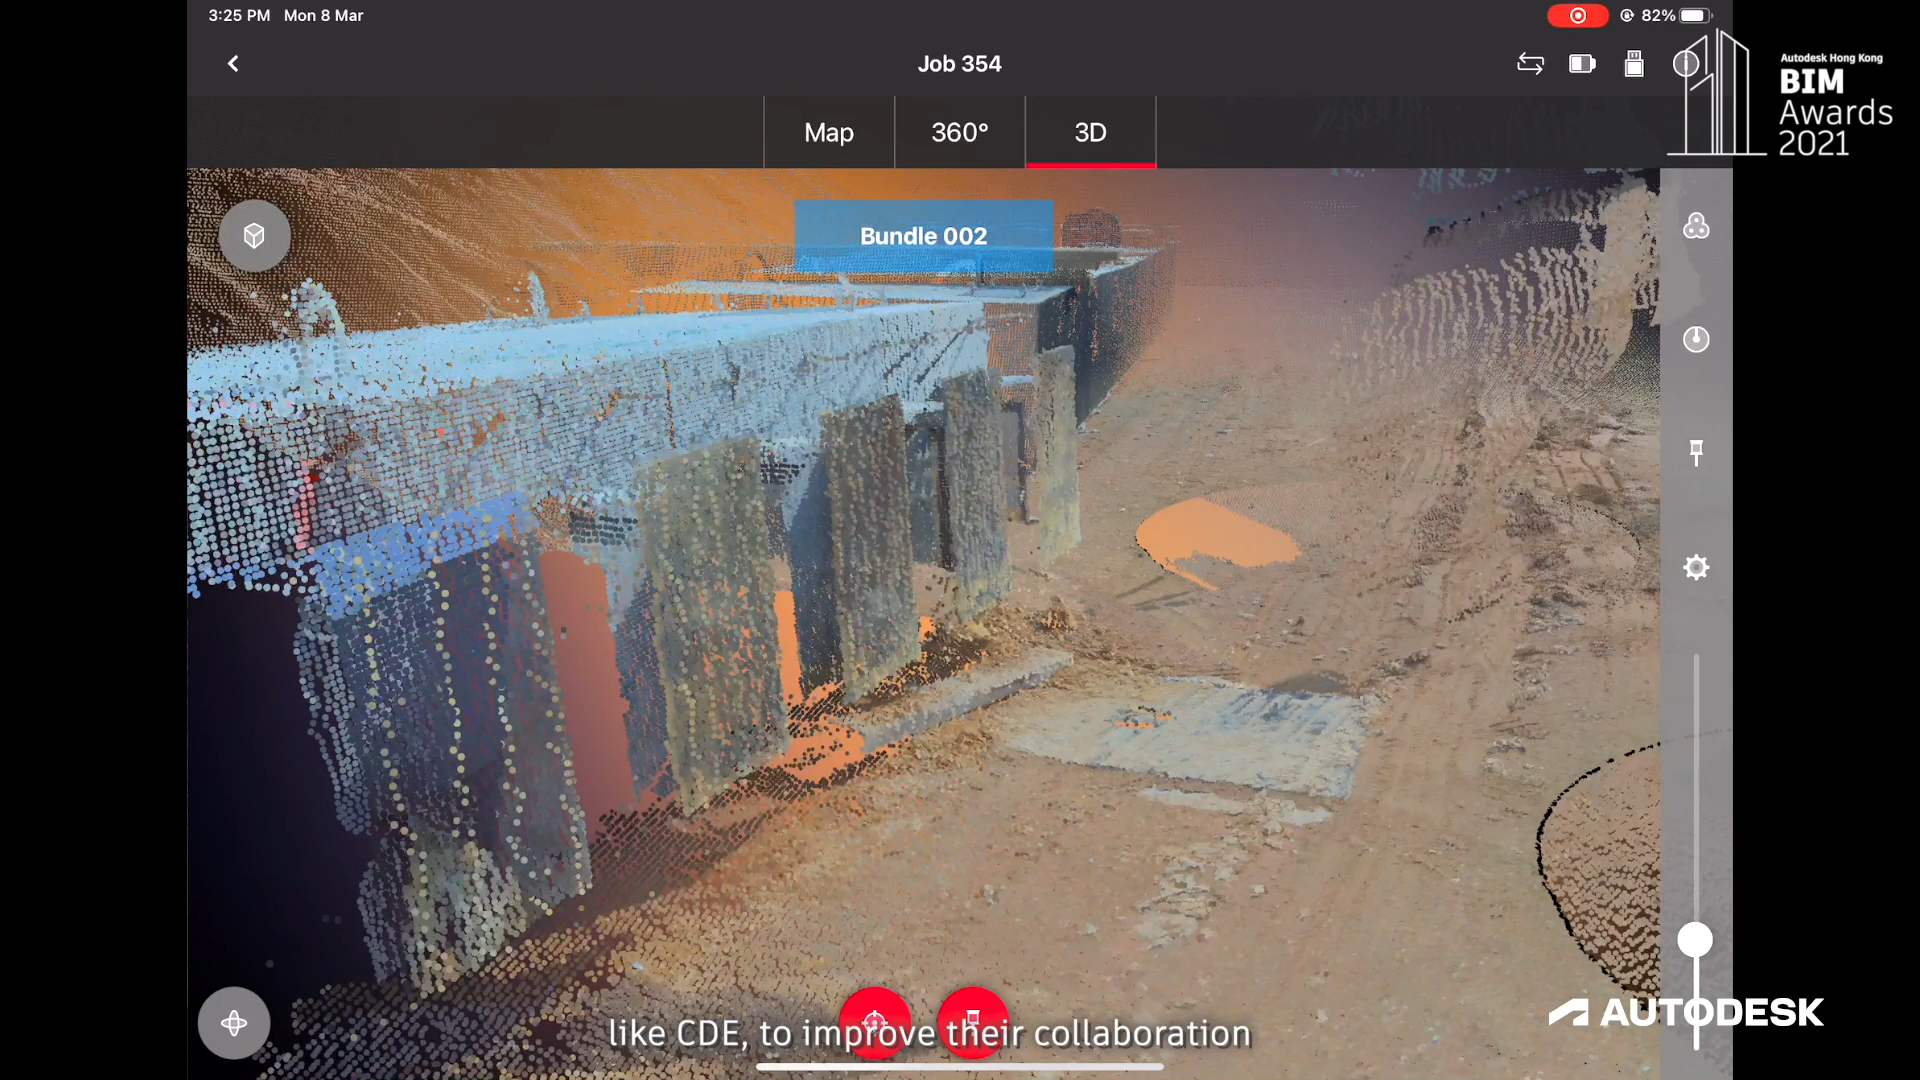 3:25 PM Mon 8 Mar
82%
Job 354
Autodesk Hong Kong
BIM
Awards
2021
Map
360°
3D
Bundle 002
AUTODESK
like CDE, to improve their collaboration